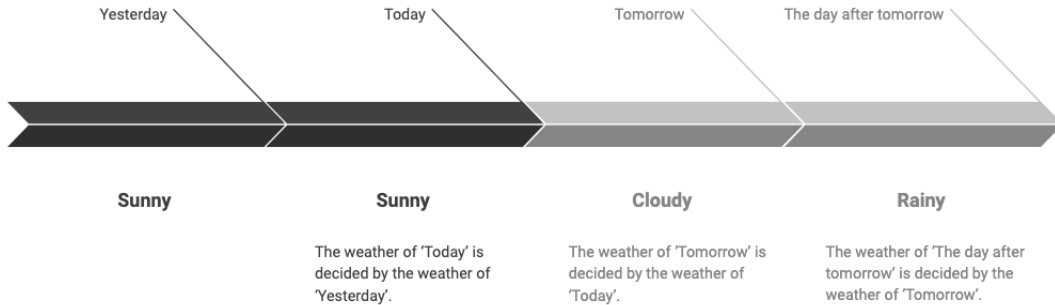 Yesterday
Today
Tomorrow
The day after tomorrow
Sunny
Sunny
Cloudy
Rainy
The weather of ‘Today’ is
decided by the weather of
‘Yesterday’.
The weather of ‘Tomorrow’ is
decided by the weather of
‘Today’.
The weather of ‘The day after
tomorrow’ is decided by the
weather of ‘Tomorrow’.